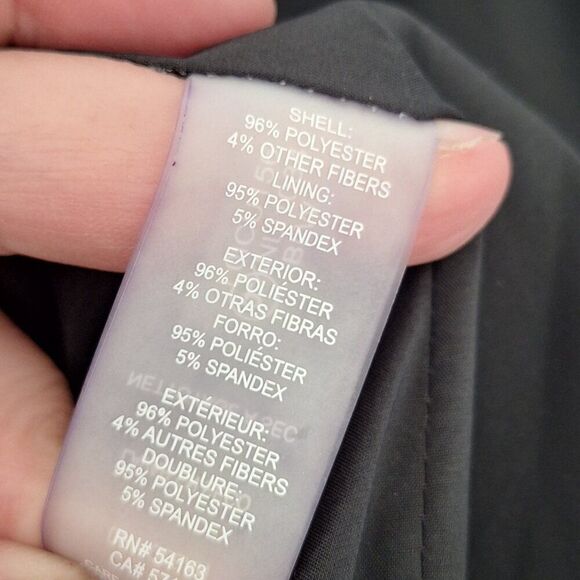 SHELL:
96% POLYESTER
4% OTHER FIBERS
LINING:
95% POLYESTER
5% SPANDEX
EXTERIOR:
96% POLIÉSTER
4% OTRAS FIBRAS
FORRO:
95% POLIÉSTER
5% SPANDEX
EXTÉRIEUR:
96% POLYESTER
4% AUTRES FIBERS
DOUBLURE:
95% POLYESTER
5% SPANDEX
RN# 54163
CA#